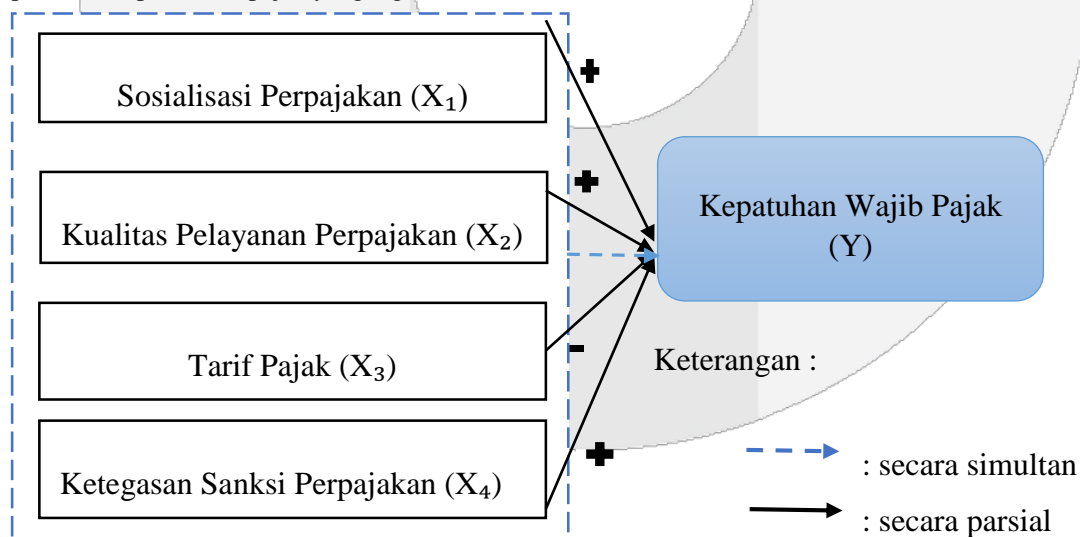 Sosialisasi Perpajakan (X₁)
+
Kualitas Pelayanan Perpajakan (X₂)
+
Kepatuhan Wajib Pajak
(Y)
Tarif Pajak (X₃)
-
Keterangan :
Ketegasan Sanksi Perpajakan (X₄)
+
: secara simultan
: secara parsial